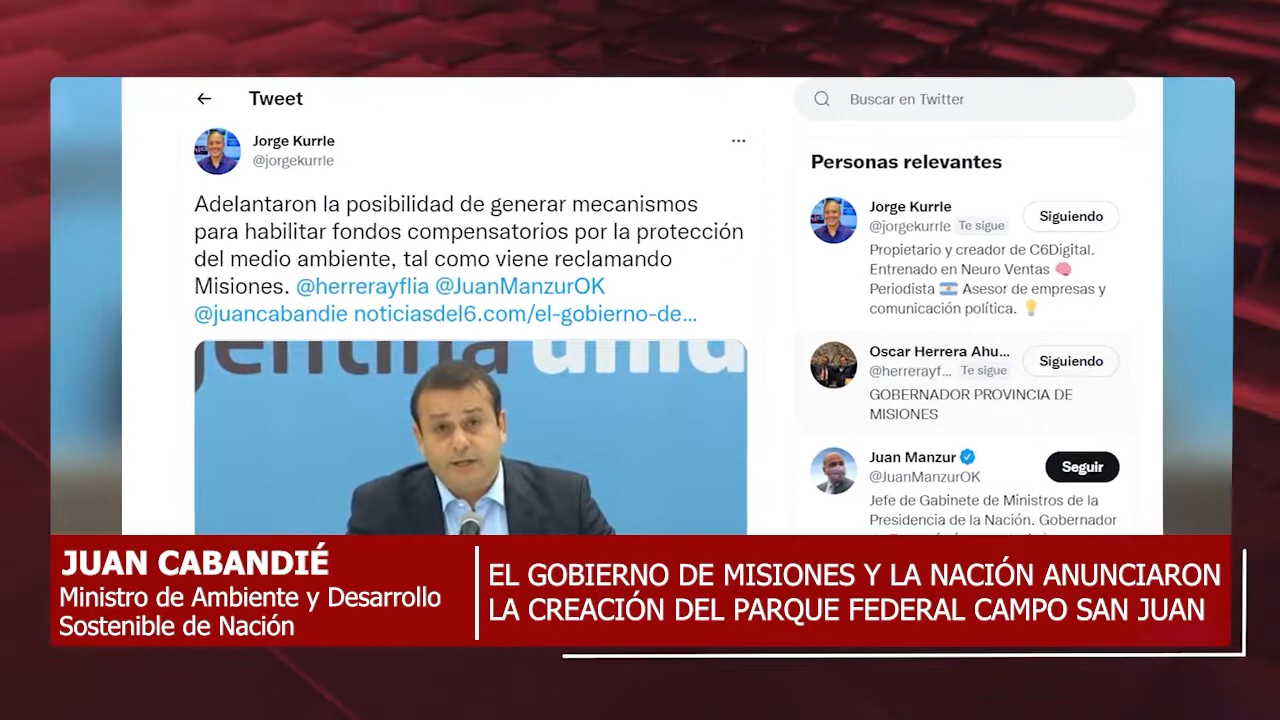 Tweet
Jorge Kurrle
@jorgekurrle
Adelantaron la posibilidad de generar mecanismos
para habilitar fondos compensatorios por la protección
del medio ambiente, tal como viene reclamando
Misiones. @herrerayflia @JuanManzurOK
@juancabandie noticiasdel6.com/el-gobierno-de...
Buscar en Twitter
Personas relevantes
Jorge Kurrle
@jorgekurrle Te sigue
Siguiendo
Propietario y creador de C6Digital.
Entrenado en Neuro Ventas 🧠
Periodista 🇦🇷 Asesor de empresas y
comunicación política. 💡
Oscar Herrera Ahu...
@herrerayf... Te sigue
Siguiendo
GOBERNADOR PROVINCIA DE
MISIONES
Juan Manzur
@JuanManzurOK
Seguir
Jefe de Gabinete de Ministros de la
Presidencia de la Nación. Gobernador
JUAN CABANDIÉ
Ministro de Ambiente y Desarrollo
Sostenible de Nación
EL GOBIERNO DE MISIONES Y LA NACIÓN ANUNCIARON
LA CREACIÓN DEL PARQUE FEDERAL CAMPO SAN JUAN